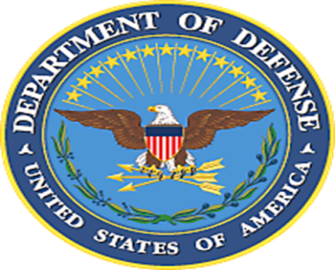 DEPARTMENT OF DEFENSE
UNITED STATES OF AMERICA